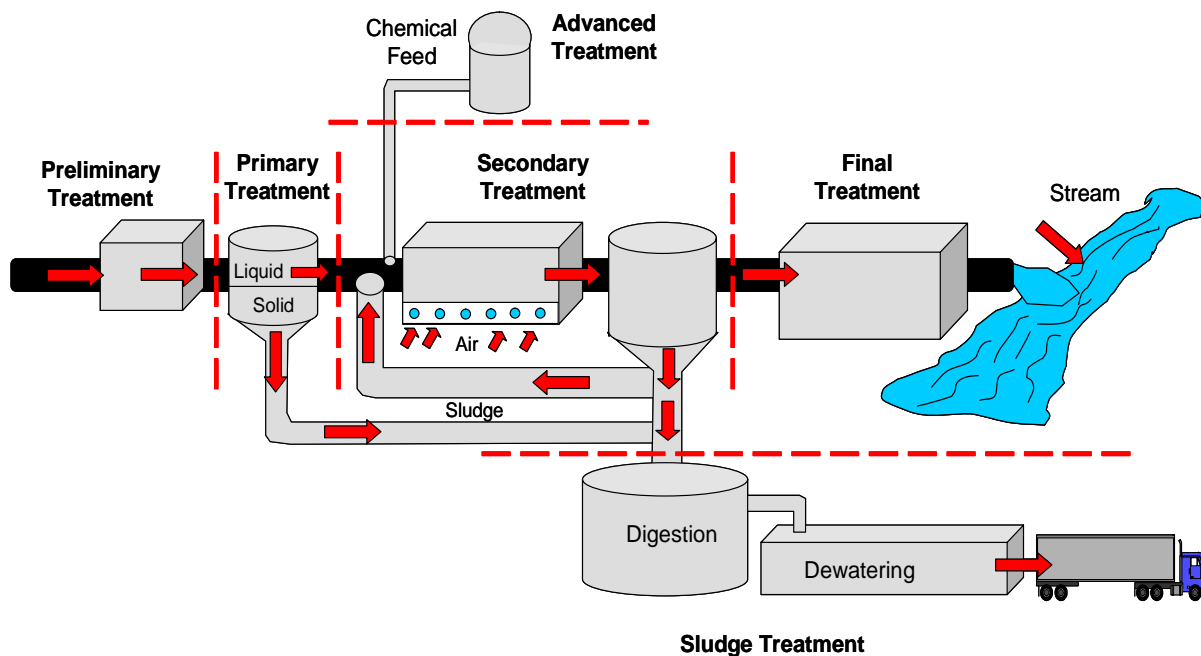 Chemical
Feed
Advanced
Treatment
Preliminary
Treatment
Primary
Treatment
Secondary
Treatment
Final
Treatment
Stream
Liquid
Solid
Air
Sludge
Digestion
Dewatering
Sludge Treatment